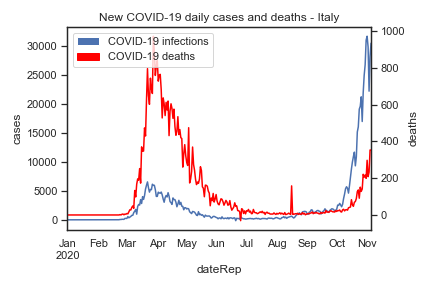 New COVID-19 daily cases and deaths - Italy
COVID-19 infections
COVID-19 deaths
cases
30000
25000
20000
15000
10000
5000
0
deaths
1000
800
600
400
200
0
Jan Feb Mar Apr May Jun Jul Aug Sep Oct Nov
2020
dateRep